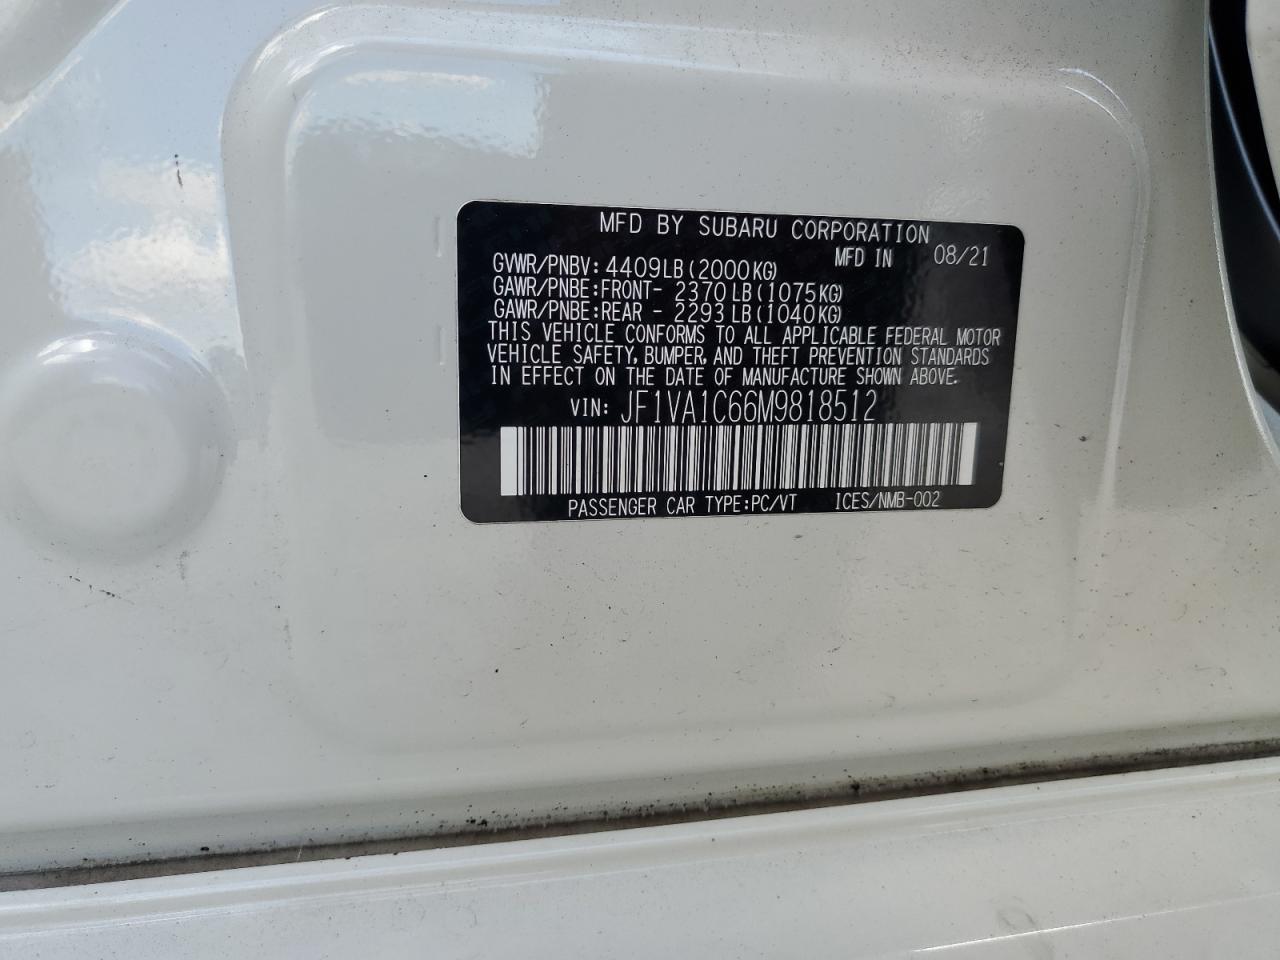 MFD BY SUBARU CORPORATION
MFD IN 08/21
GVWR/PNBV: 4409LB(2000KG)
GAWR/PNBE:FRONT- 2370LB(1075KG)
GAWR/PNBE:REAR - 2293LB(1040KG)
THIS VEHICLE CONFORMS TO ALL APPLICABLE FEDERAL MOTOR
VEHICLE SAFETY, BUMPER, AND THEFT PREVENTION STANDARDS
IN EFFECT ON THE DATE OF MANUFACTURE SHOWN ABOVE.
VIN: JF1VA1C66M9818512
PASSENGER CAR TYPE:PC/VT ICES/NMB-002